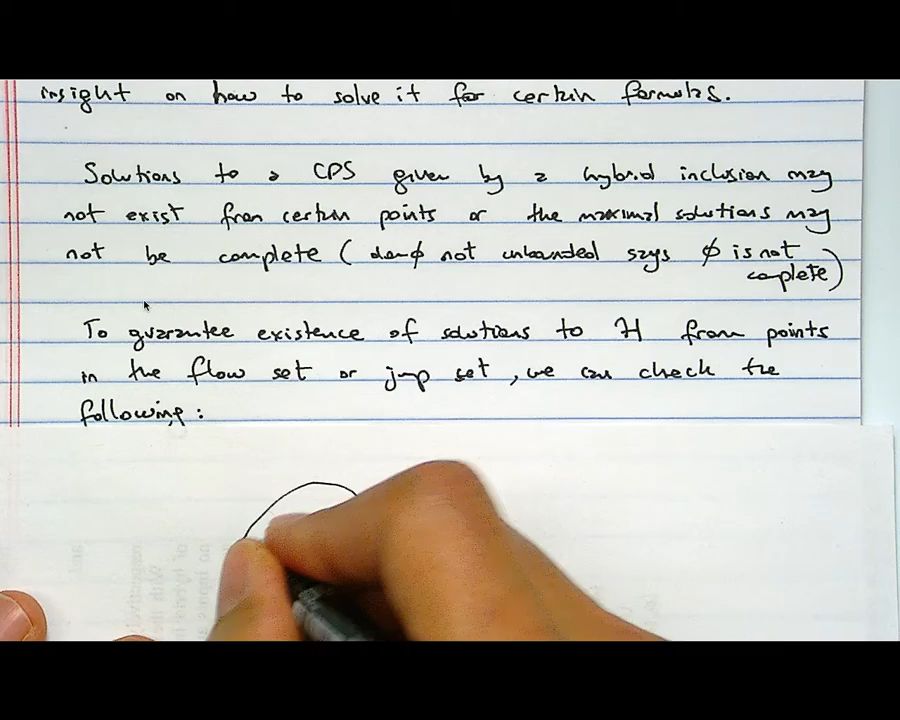 insight on how to solve it for certain formulas.
Solutions to a CPS given by a hybrid inclusion may
not exist from certain points or the maximal solutions may
not be complete ( dom ϕ not unbounded says ϕ is not
complete )
To guarantee existence of solutions to H from points
in the flow set or jump set , we can check the
following :